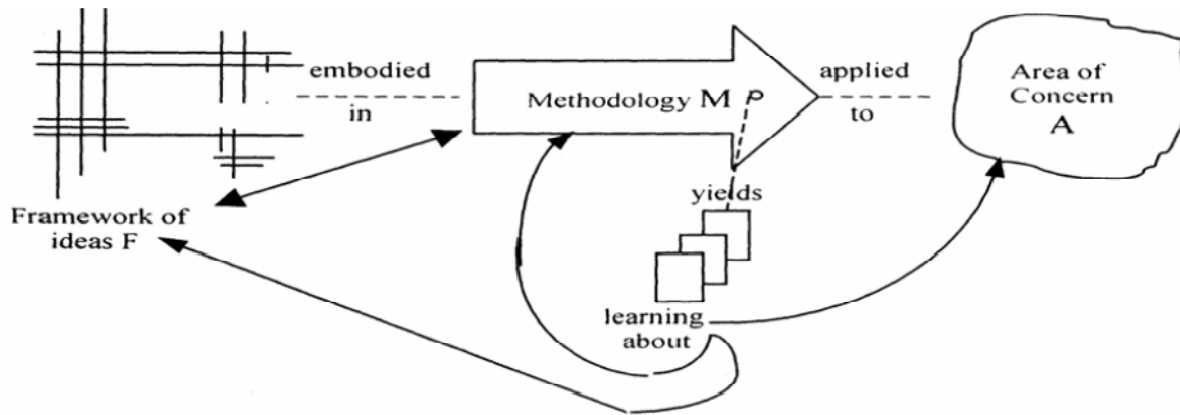 embodied
in
Methodology M
applied
to
Area of
Concern
A
yields
Framework of
ideas F
learning
about